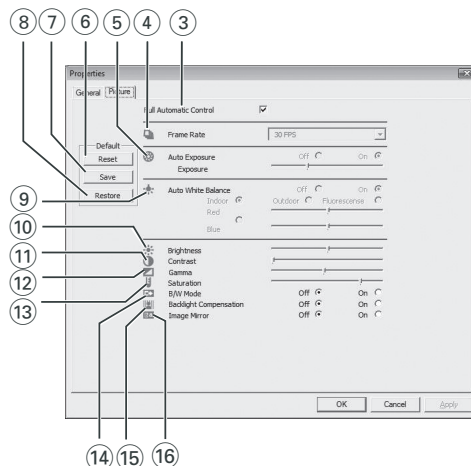 8 7 6 5 4 3
Properties
General Picture
Full Automatic Control
Frame Rate 30 FPS
Default
Reset
Save
Restore
Auto Exposure Off On
Exposure
9
Auto White Balance Off On
Indoor Outdoor Fluorescense
Red
Blue
10 Brightness
11 Contrast
12 Gamma
13 Saturation
B/W Mode Off On
Backlight Compensation Off On
Image Mirror Off On
OK Cancel Apply
14 15 16